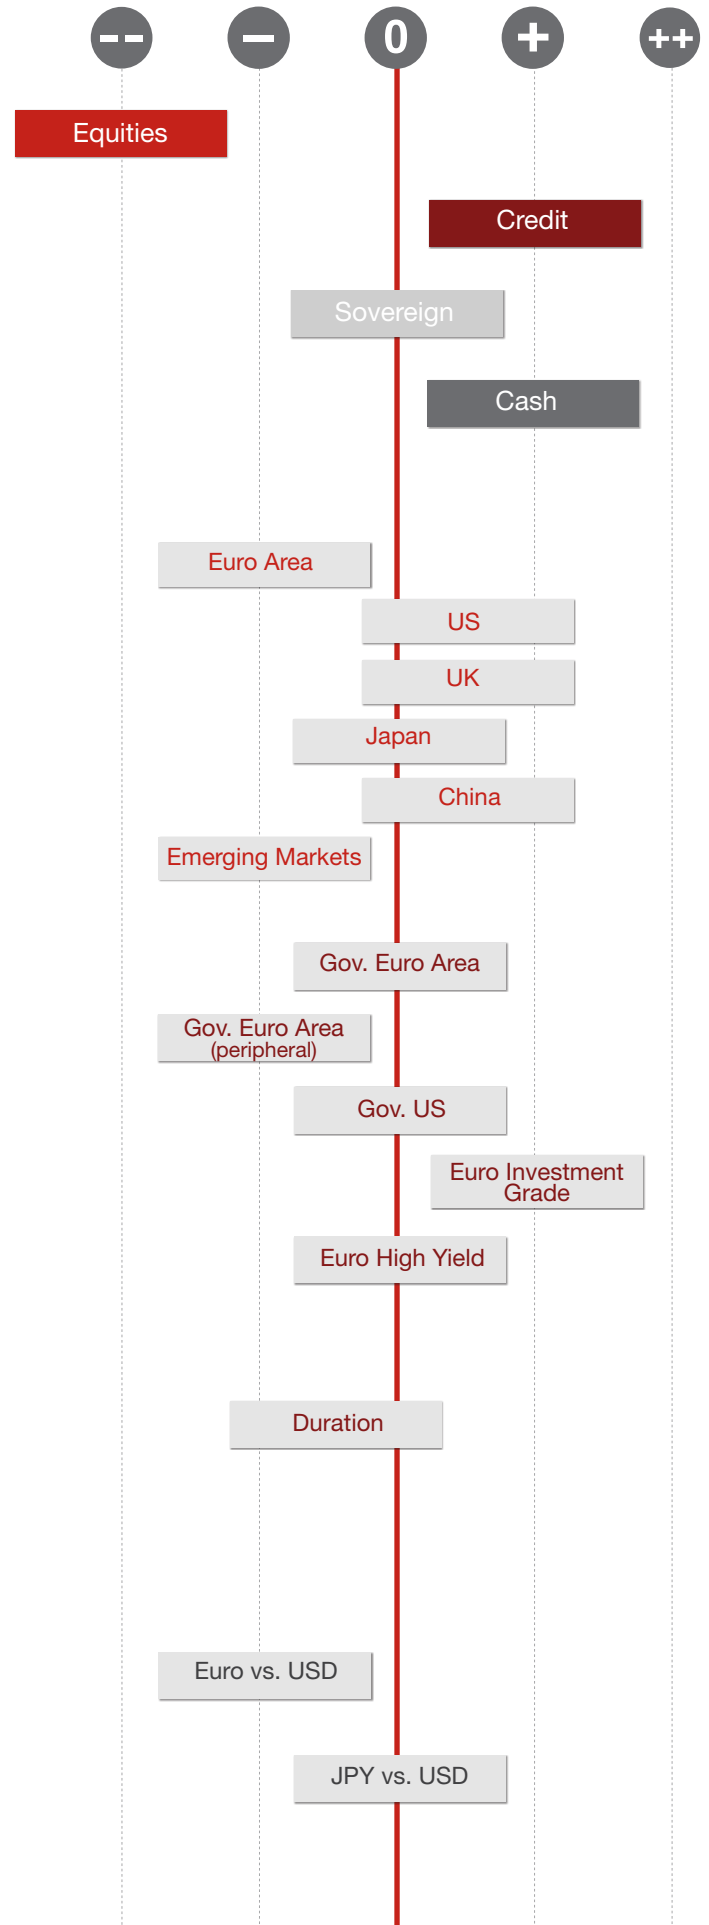 -- − 0 + ++
Equities
Credit
Sovereign
Cash
Euro Area
US
UK
Japan
China
Emerging Markets
Gov. Euro Area
Gov. Euro Area
(peripheral)
Gov. US
Euro Investment
Grade
Euro High Yield
Duration
Euro vs. USD
JPY vs. USD